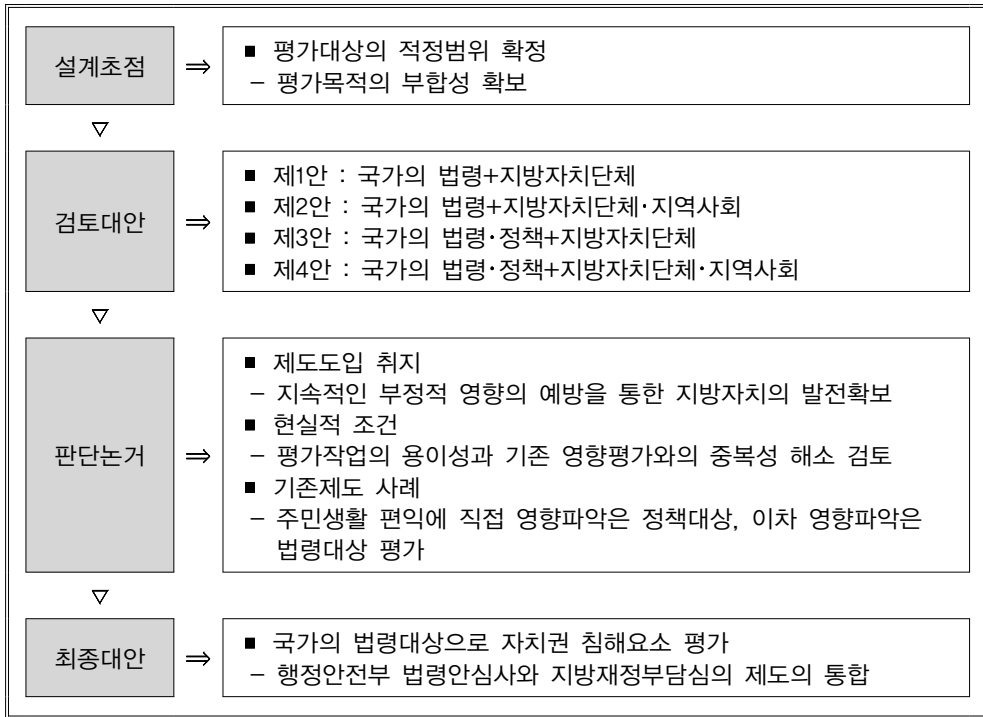 설계초점 ⇒ ■ 평가대상의 적정범위 확정
– 평가목적의 부합성 확보
▽
검토대안 ⇒ ■ 제1안 : 국가의 법령+지방자치단체
■ 제2안 : 국가의 법령+지방자치단체·지역사회
■ 제3안 : 국가의 법령·정책+지방자치단체
■ 제4안 : 국가의 법령·정책+지방자치단체·지역사회
▽
판단논거 ⇒ ■ 제도도입 취지
– 지속적인 부정적 영향의 예방을 통한 지방자치의 발전확보
■ 현실적 조건
– 평가작업의 용이성과 기존 영향평가와의 중복성 해소 검토
■ 기존제도 사례
– 주민생활 편익에 직접 영향파악은 정책대상, 이차 영향파악은
법령대상 평가
▽
최종대안 ⇒ ■ 국가의 법령대상으로 자치권 침해요소 평가
– 행정안전부 법령안심사와 지방재정부담심의 제도의 통합